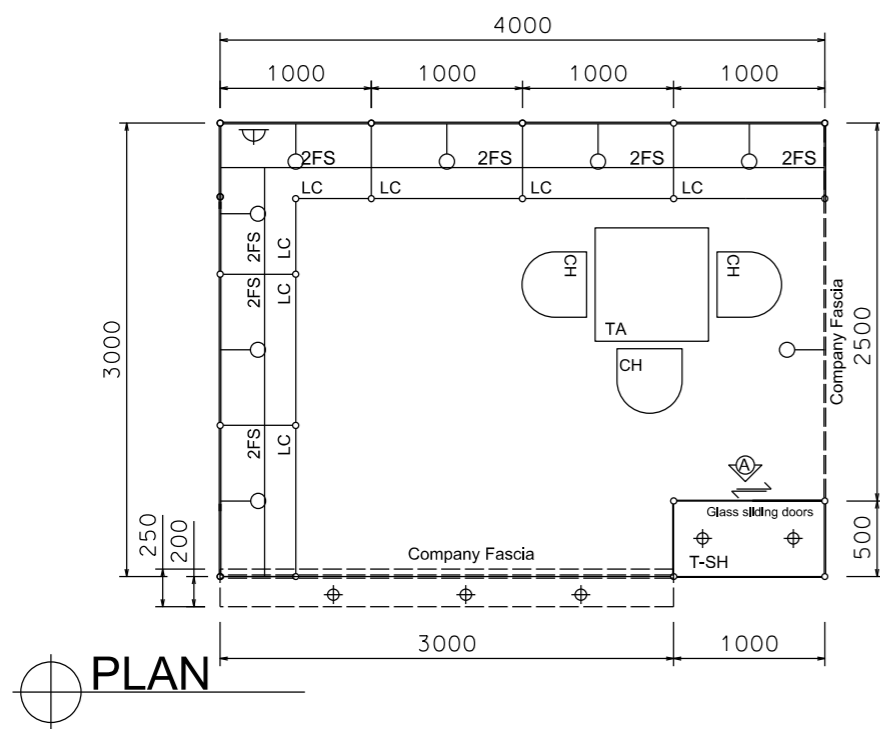 4000
1000 1000 1000 1000
2FS 2FS 2FS 2FS
LC LC LC LC
3000
2FS LC
2FS LC
2FS LC
CH CH
TA
CH
2500
Company Fascia
A
Glass sliding doors
T-SH
500
250
200
Company Fascia
3000 1000
PLAN